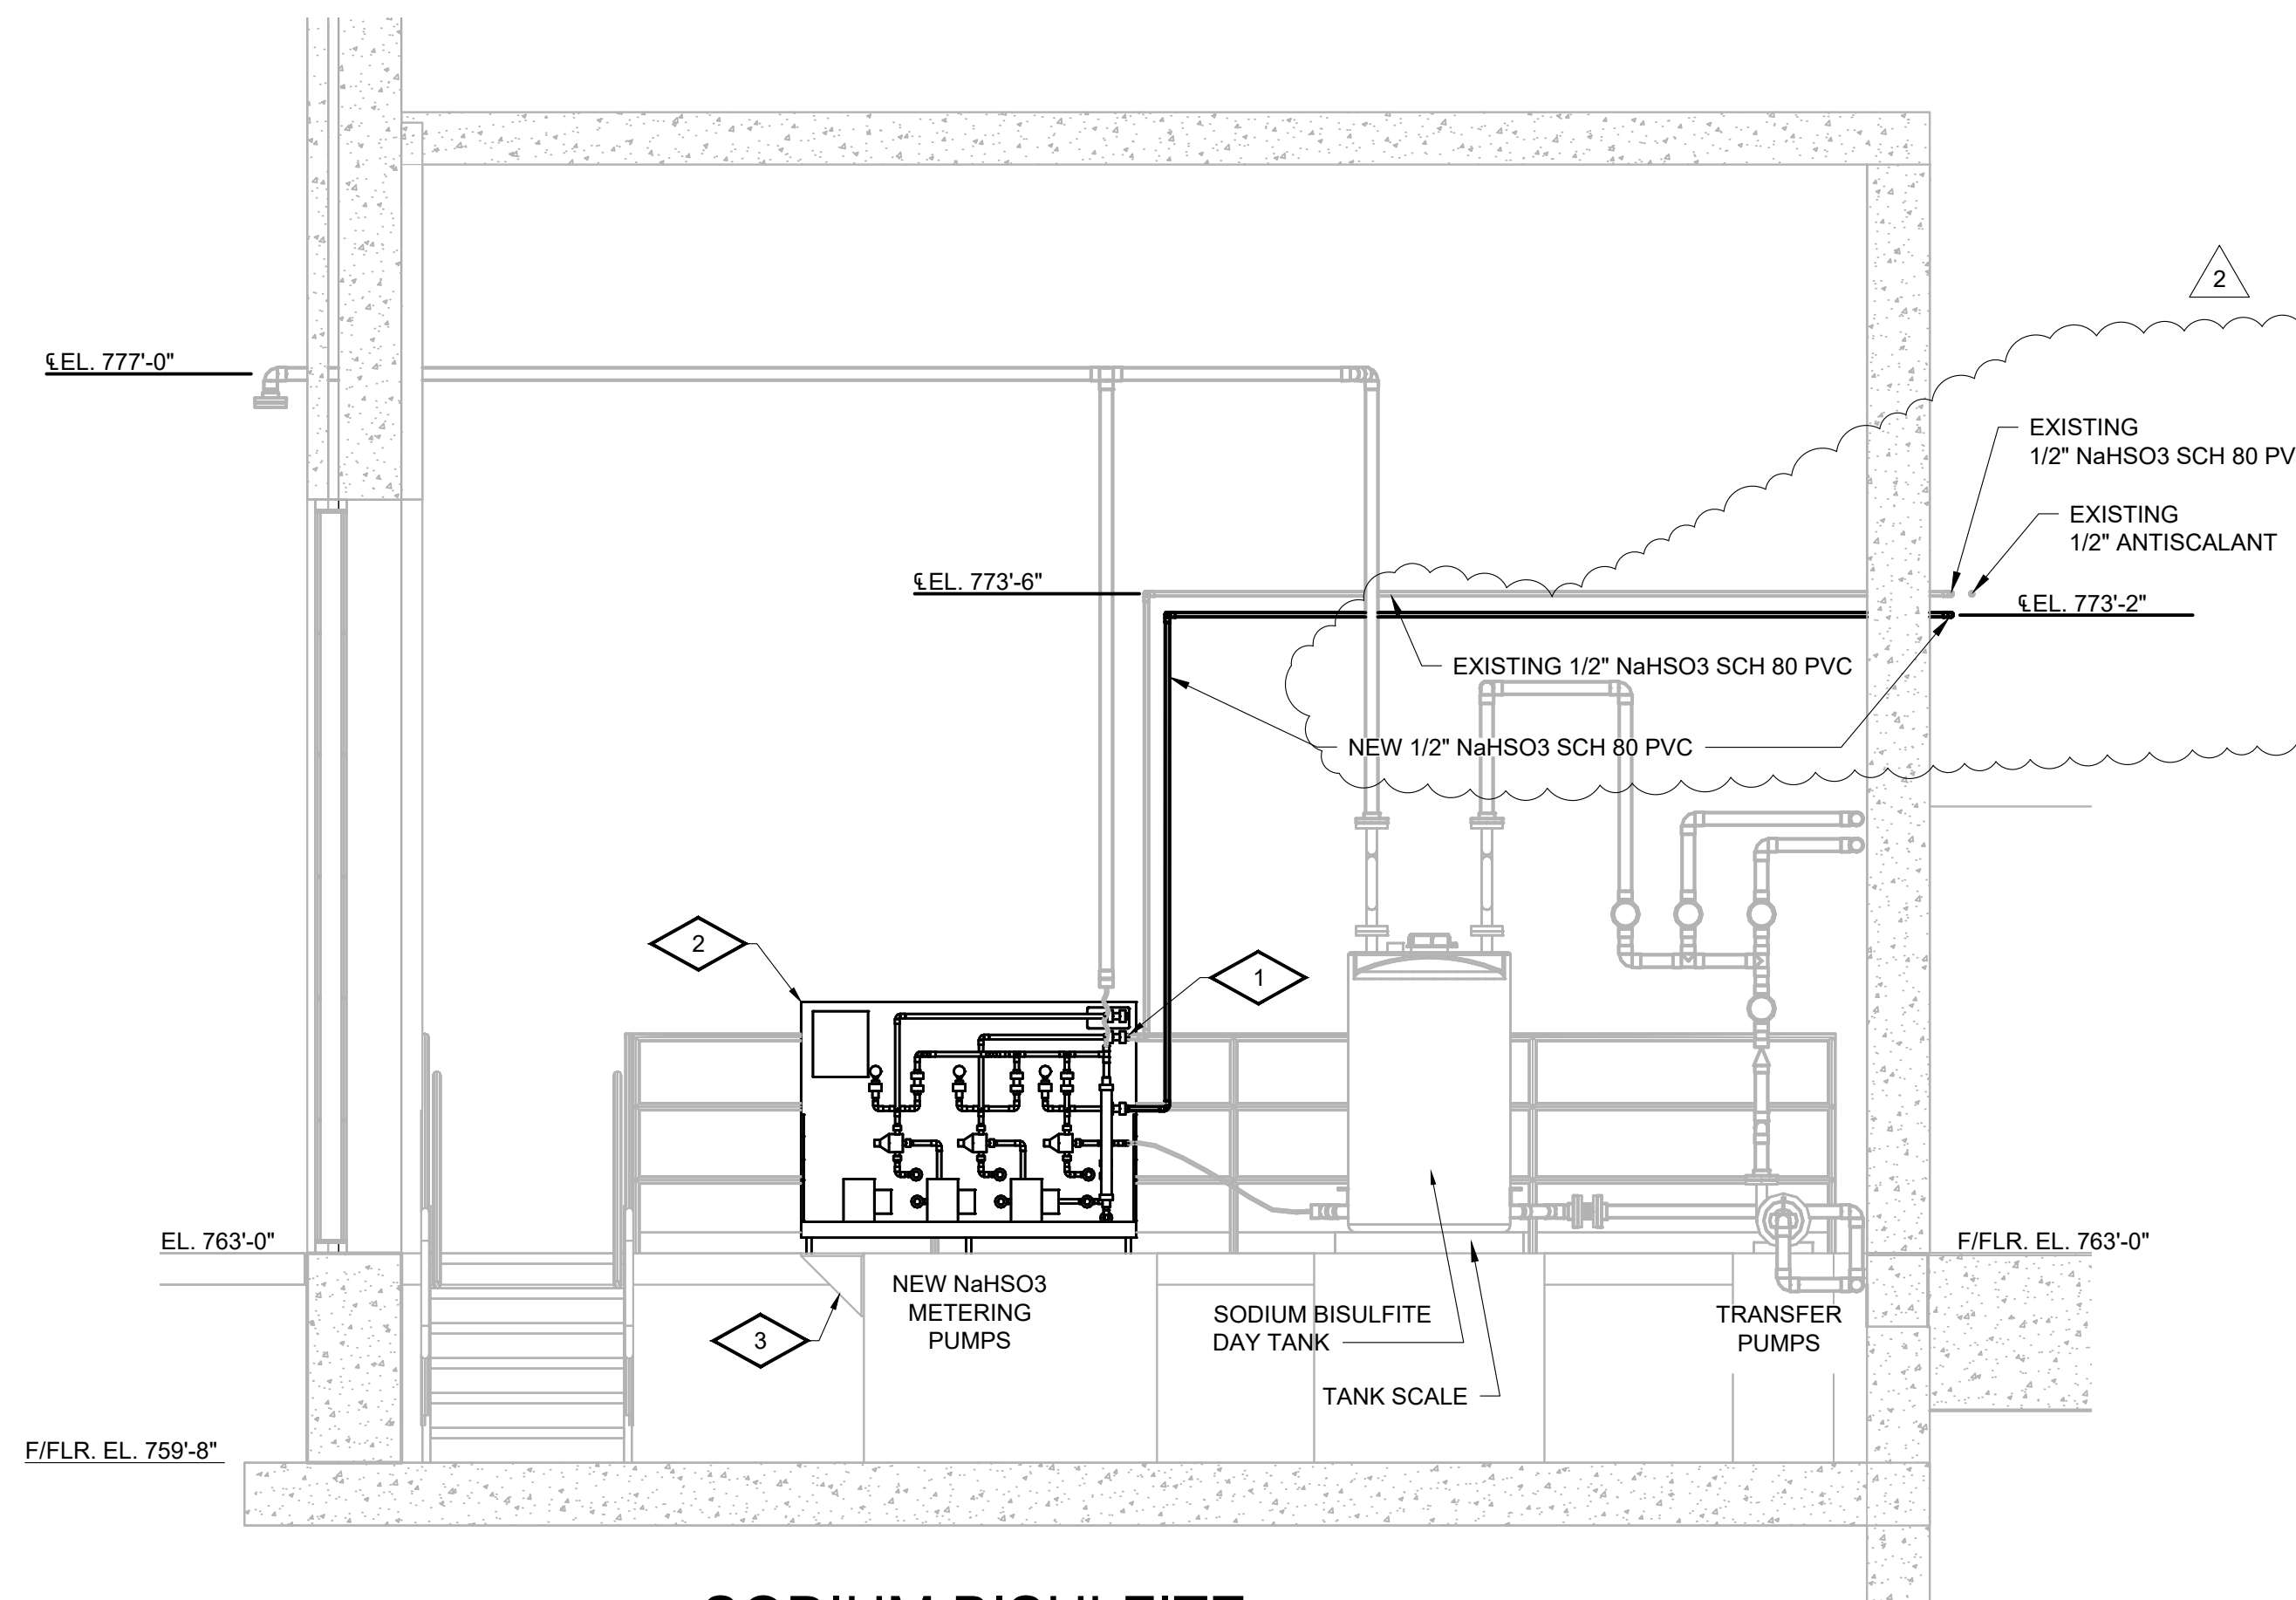 2
℄EL. 777'-0"
EXISTING
1/2" NaHSO3 SCH 80 PV
EXISTING
1/2" ANTISCALANT
℄EL. 773'-6"
℄EL. 773'-2"
EXISTING 1/2" NaHSO3 SCH 80 PVC
NEW 1/2" NaHSO3 SCH 80 PVC
2
1
EL. 763'-0"
F/FLR. EL. 763'-0"
NEW NaHSO3
METERING
PUMPS
3
SODIUM BISULFITE
DAY TANK
TRANSFER
PUMPS
TANK SCALE
F/FLR. EL. 759'-8"
SODIUM BISULFITE